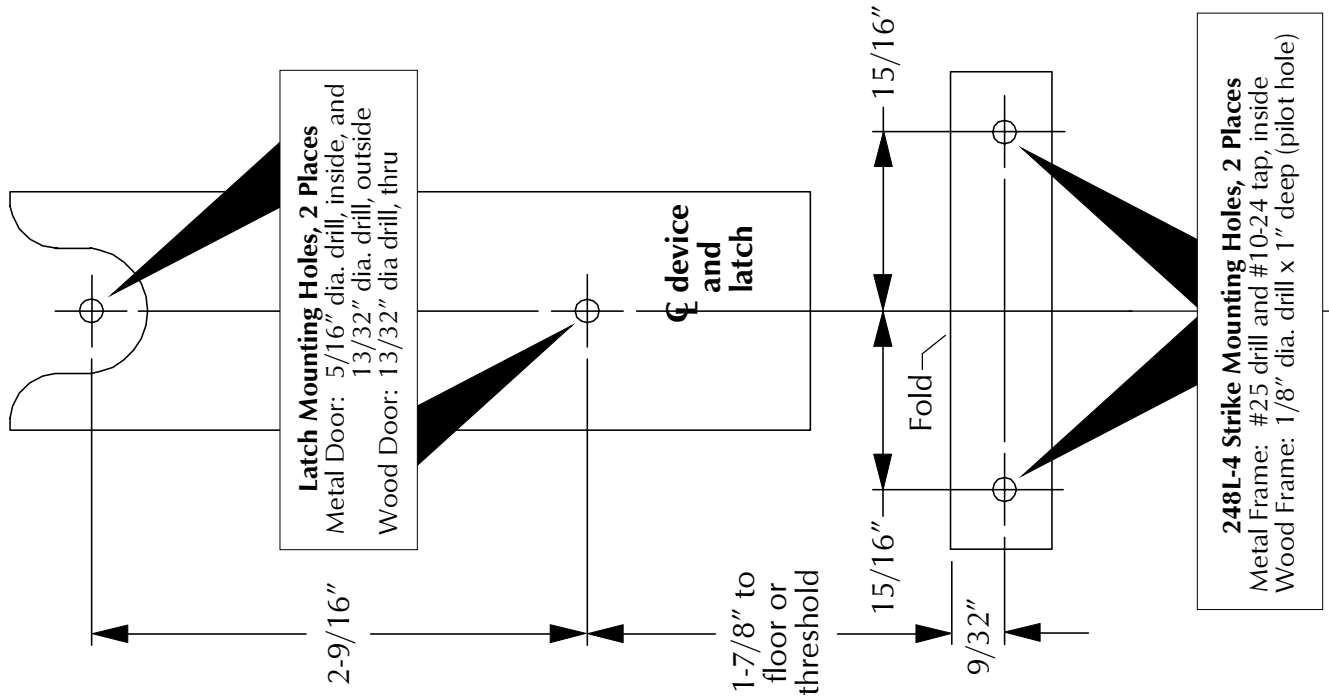 2-9/16″
Latch Mounting Holes, 2 Places
Metal Door: 5/16″ dia. drill, inside, and
13/32″ dia. drill, outside
Wood Door: 13/32″ dia drill, thru
1-7/8″ to
floor or
threshold
℄ device
and
latch
Fold
15/16″
15/16″
9/32″
248L-4 Strike Mounting Holes, 2 Places
Metal Frame: #25 drill and #10-24 tap, inside
Wood Frame: 1/8″ dia. drill x 1″ deep (pilot hole)